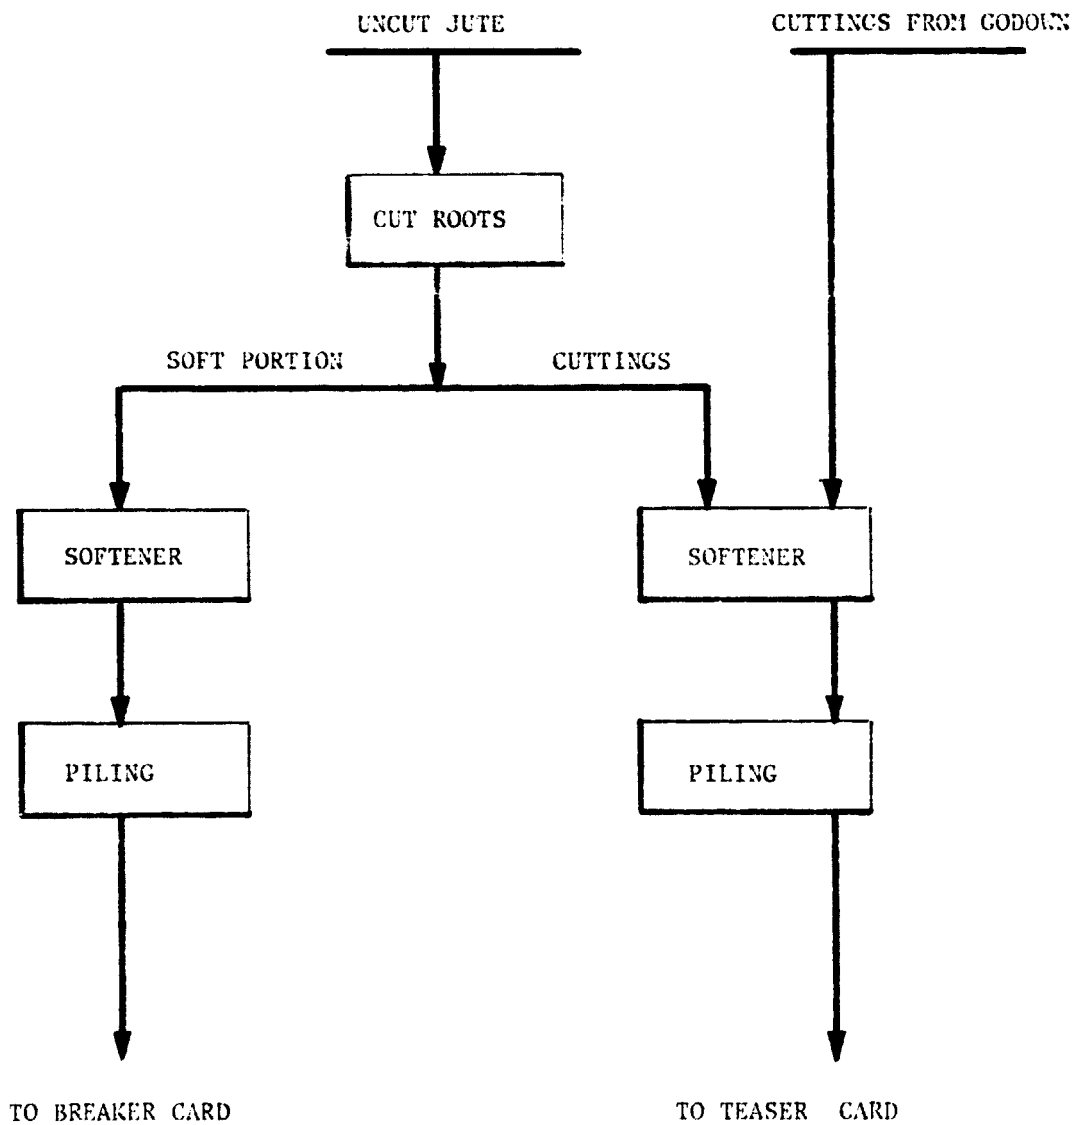 UNCUT JUTE
CUTTINGS FROM GODOWN
CUT ROOTS
SOFT PORTION
CUTTINGS
SOFTENER
SOFTENER
PILING
PILING
TO BREAKER CARD
TO TEASER CARD